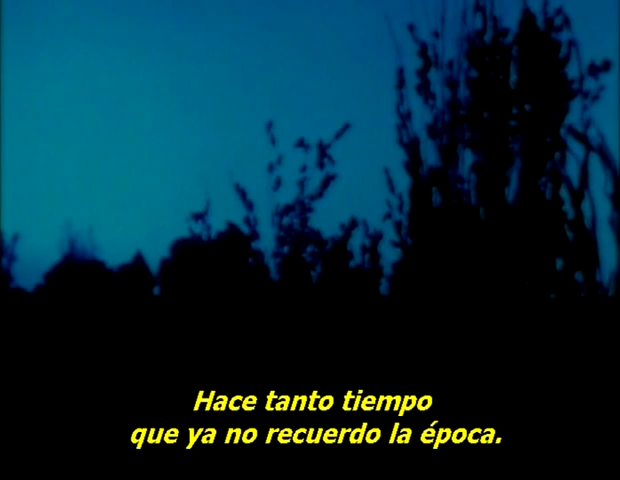 Hace tanto tiempo
que ya no recuerdo la época.